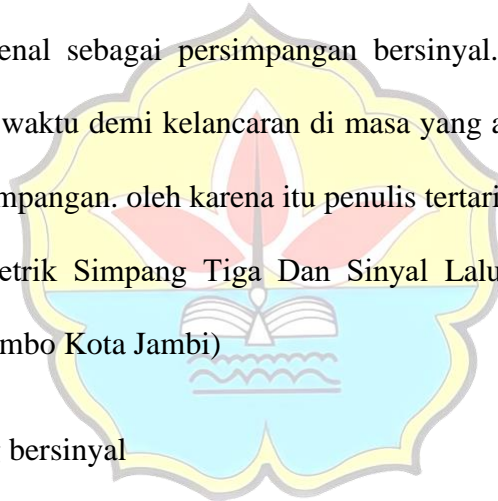 enal sebagai persimpangan bersinyal.
waktu demi kelancaran di masa yang a
mpangan. oleh karena itu penulis tertari
etrik Simpang Tiga Dan Sinyal Lalu
mbo Kota Jambi)
bersinyal